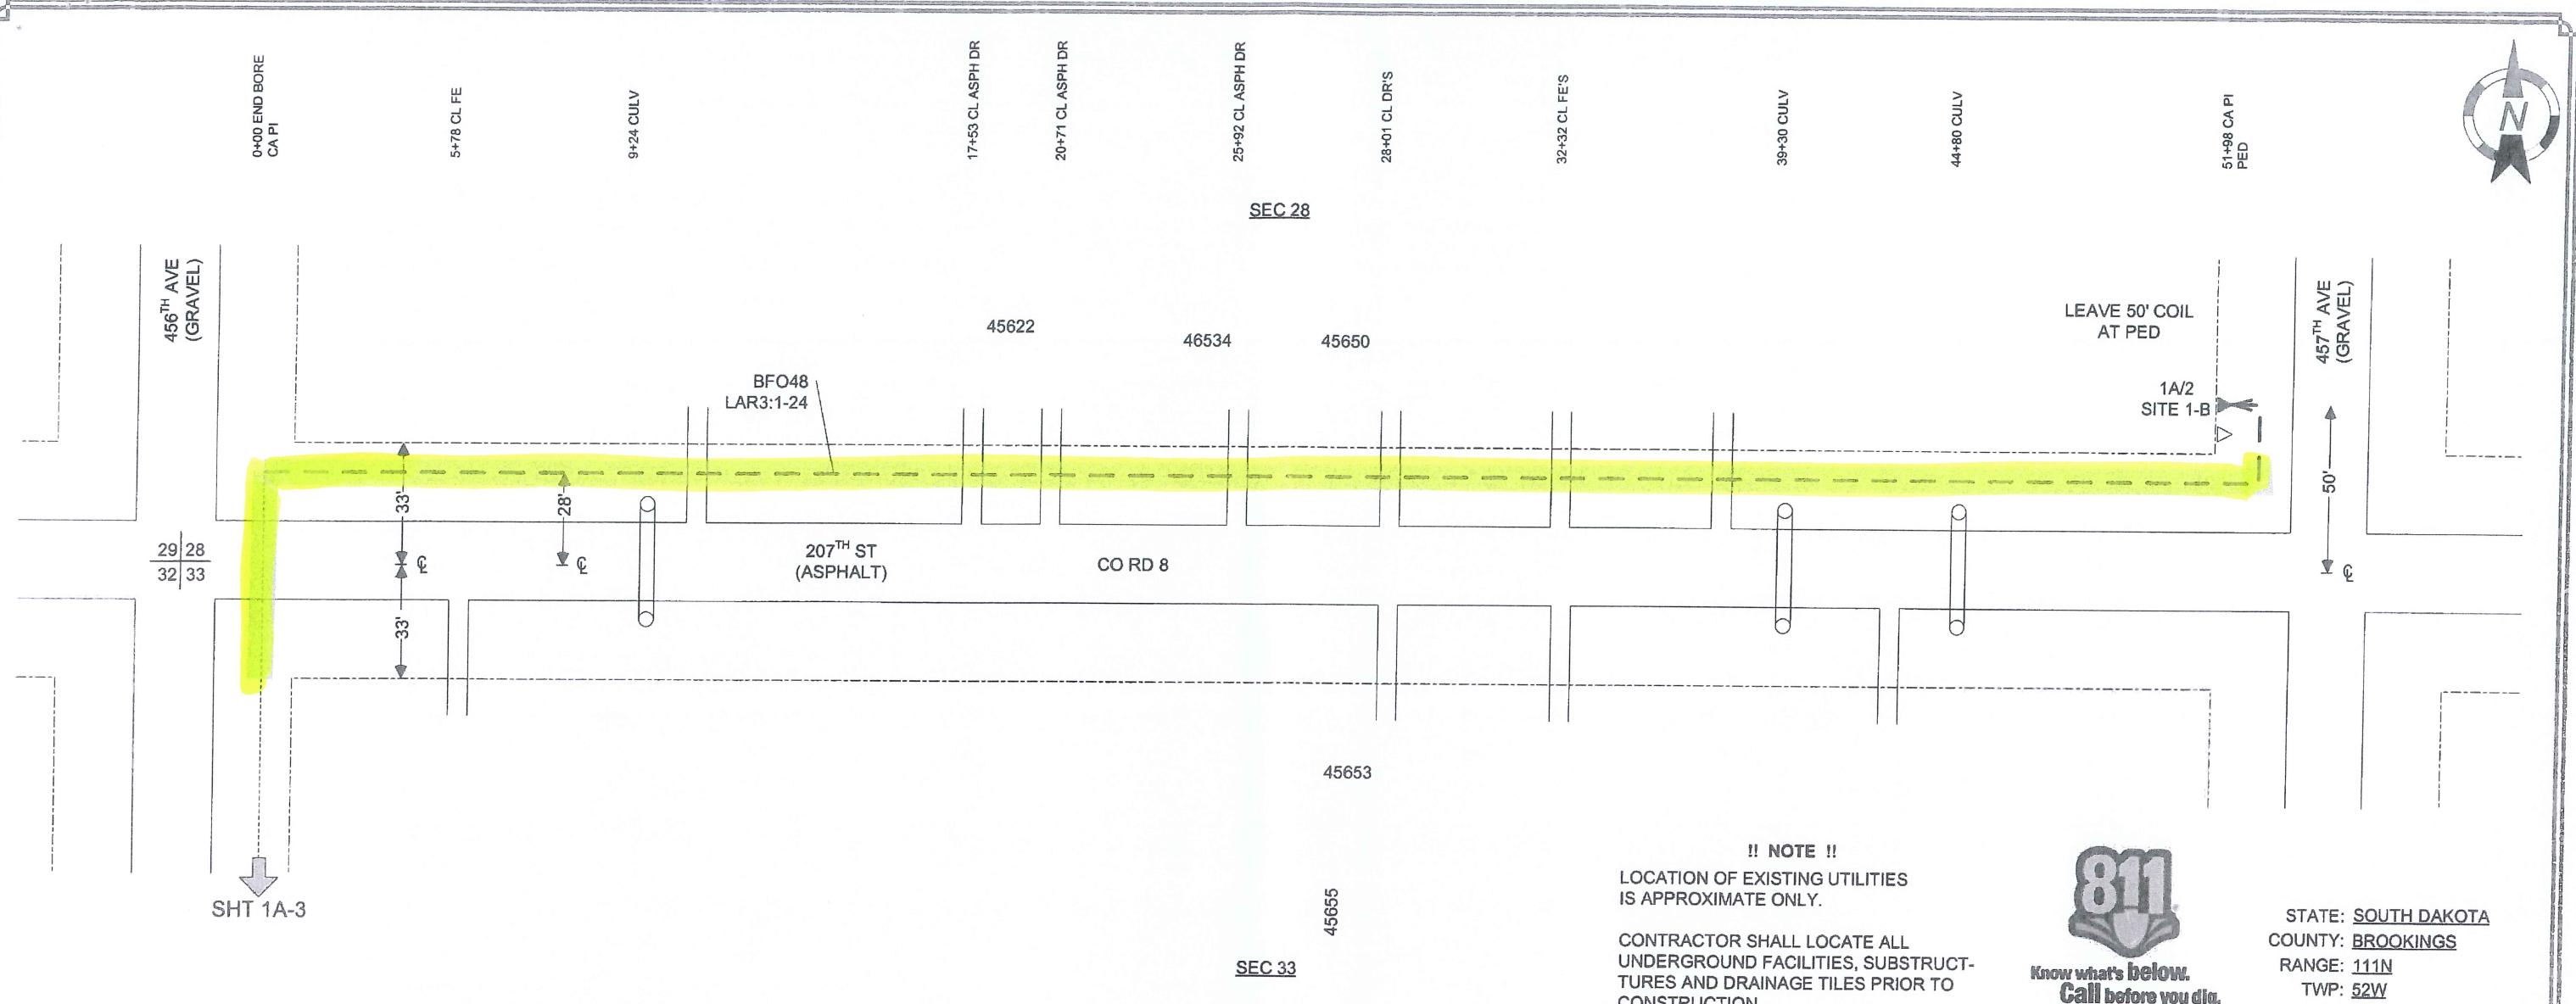 0+00 END BORE
CA PI
5+78 CL FE
9+24 CULV
17+53 CL ASPH DR
20+71 CL ASPH DR
25+92 CL ASPH DR
28+01 CL DR'S
32+32 CL FE'S
39+30 CULV
44+80 CULV
51+98 CA PI
PED
N
SEC 28
456TH AVE
(GRAVEL)
45622
46534
45650
LEAVE 50' COIL
AT PED
457TH AVE
(GRAVEL)
BFO48
LAR3:1-24
1A/2
SITE 1-B
33'
28'
50'
29 28
32 33
℄
℄
207TH ST
(ASPHALT)
CO RD 8
℄
33'
45653
45655
SHT 1A-3
SEC 33
!! NOTE !!
LOCATION OF EXISTING UTILITIES
IS APPROXIMATE ONLY.
CONTRACTOR SHALL LOCATE ALL
UNDERGROUND FACILITIES, SUBSTRUCT-
TURES AND DRAINAGE TILES PRIOR TO
CONSTRUCTION
811
Know what's below.
Call before you dig.
STATE: SOUTH DAKOTA
COUNTY: BROOKINGS
RANGE: 111N
TWP: 52W